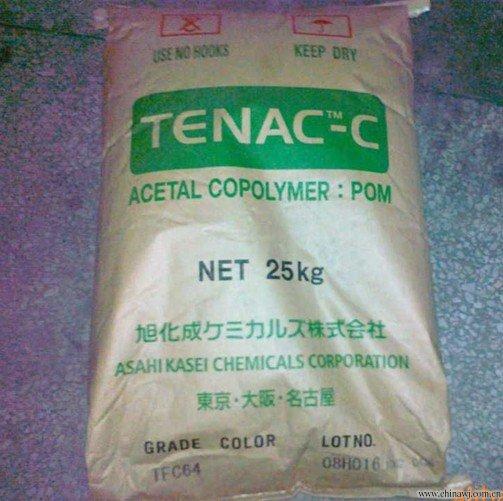 USE NO HOOKS KEEP DRY
TENAC™-C
ACETAL COPOLYMER : POM
NET 25kg
旭化成ケミカルズ株式会社
ASAHI KASEI CHEMICALS CORPORATION
東京・大阪・名古屋
GRADE COLOR LOT NO.
TFC64 08H016
www.chinawj.com.cn